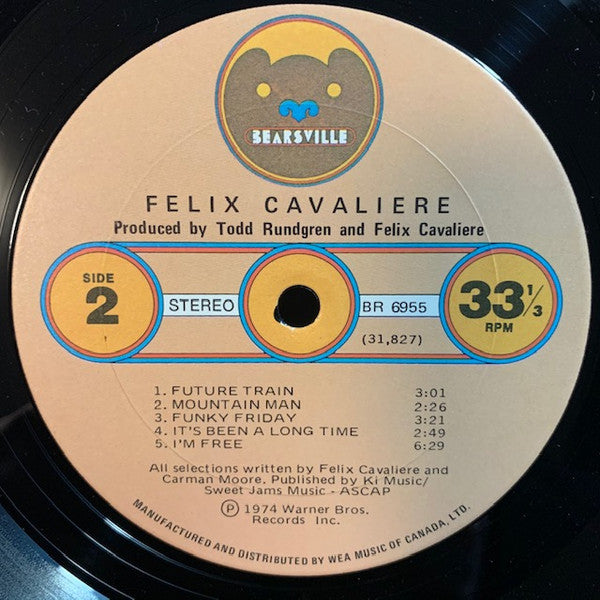 BEARSVILLE
FELIX CAVALIERE
Produced by Todd Rundgren and Felix Cavaliere
SIDE
2
STEREO
BR 6955
33 1/3
RPM
(31,827)
1. FUTURE TRAIN 3:01
2. MOUNTAIN MAN 2:26
3. FUNKY FRIDAY 3:21
4. IT'S BEEN A LONG TIME 2:49
5. I'M FREE 6:29
All selections written by Felix Cavaliere and
Carman Moore. Published by Ki Music/
Sweet Jams Music - ASCAP
Ⓟ 1974 Warner Bros.
Records Inc.
MANUFACTURED AND DISTRIBUTED BY WEA MUSIC OF CANADA, LTD.